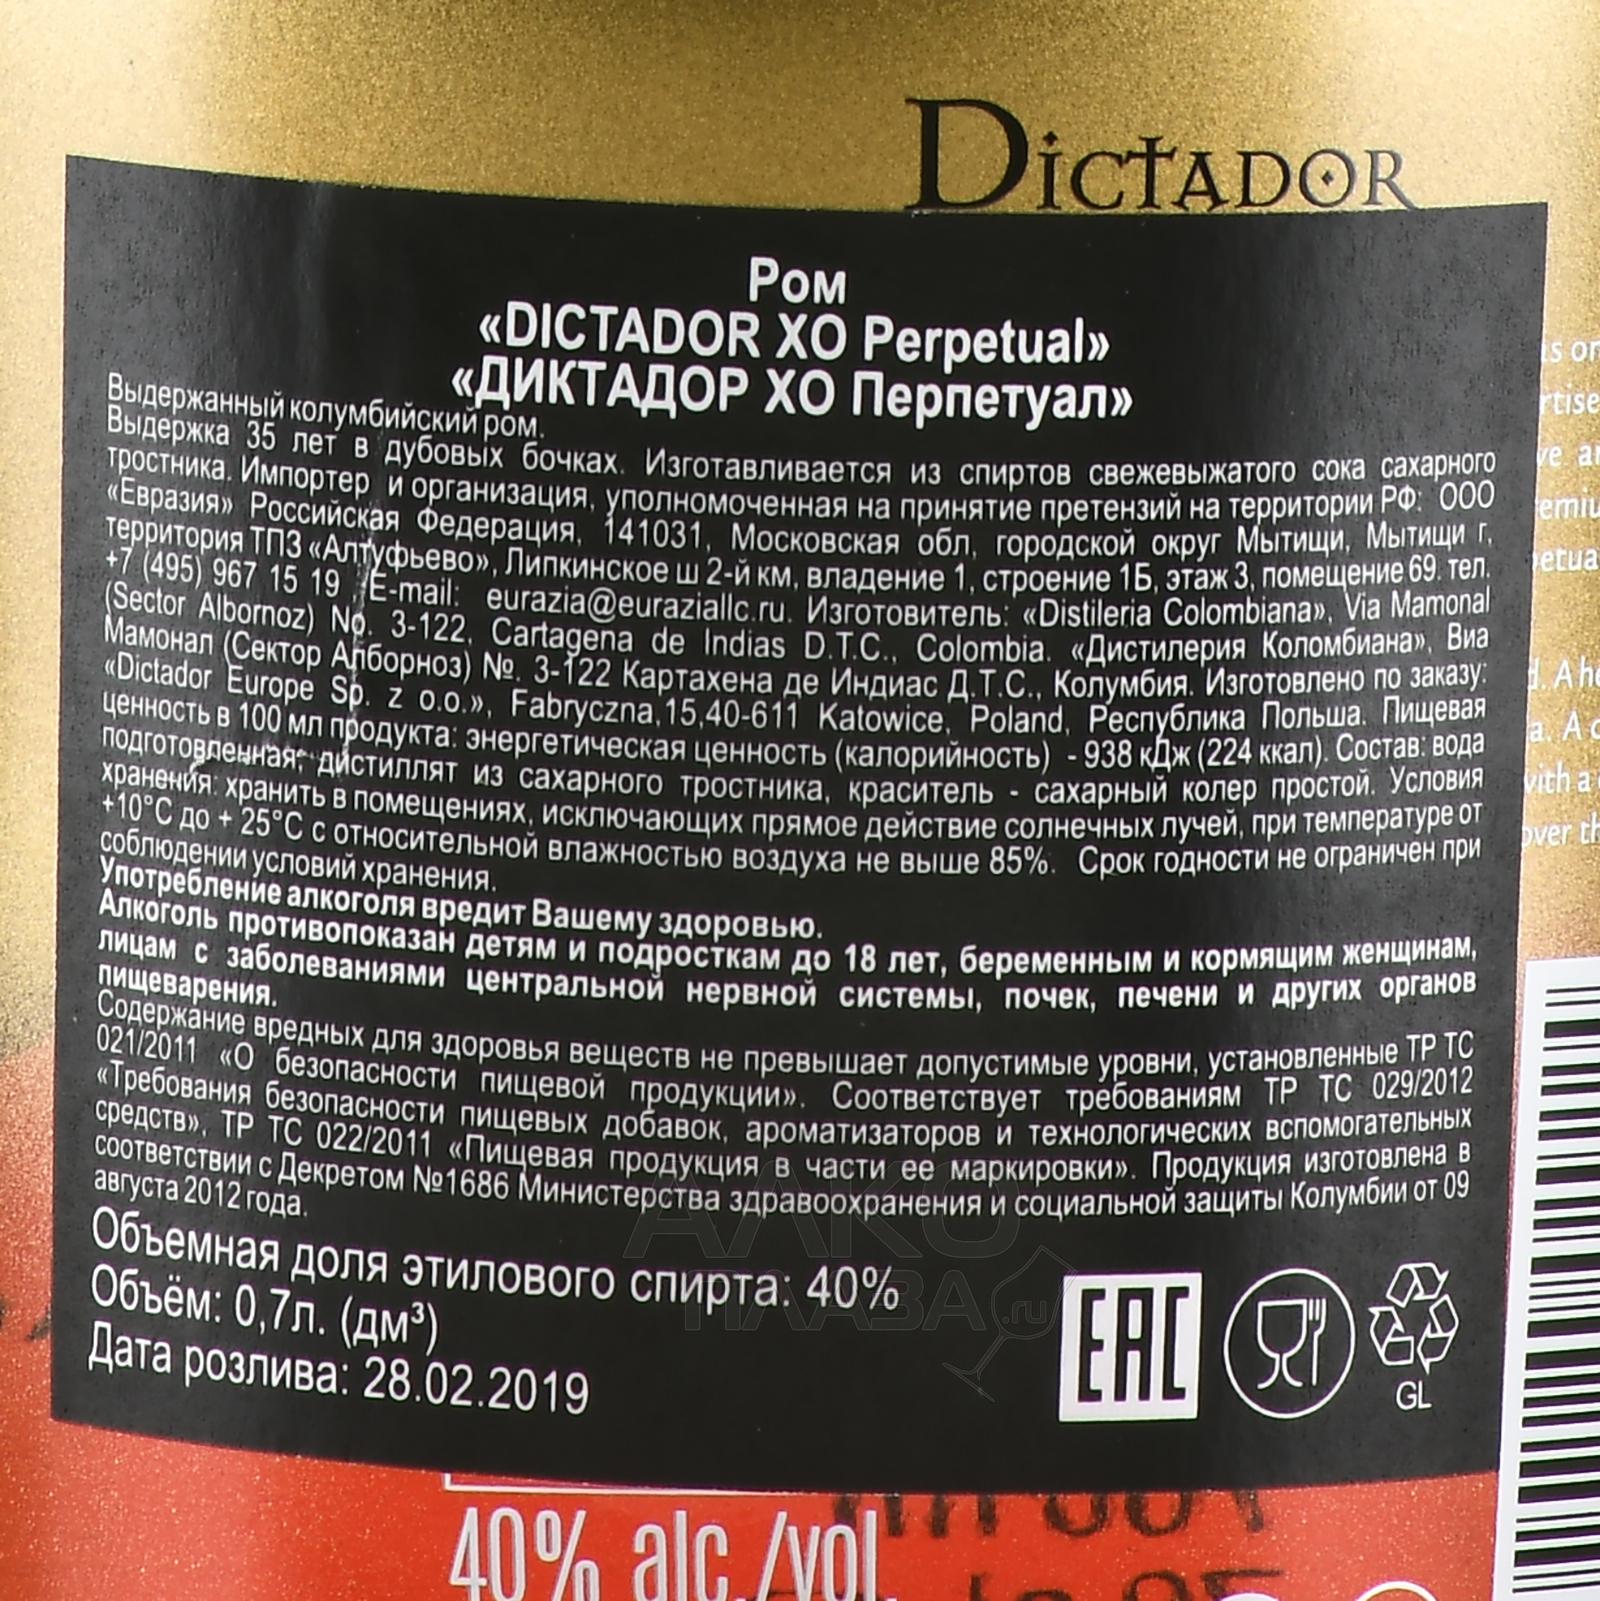 DICTADOR
Ром
«DICTADOR XO Perpetual»
«ДИКТАДОР ХО Перпетуал»
Выдержанный колумбийский ром.
Выдержка 35 лет в дубовых бочках. Изготавливается из спиртов свежевыжатого сока сахарного
тростника. Импортер и организация, уполномоченная на принятие претензий на территории РФ: ООО
«Евразия» Российская Федерация, 141031, Московская обл, городской округ Мытищи, Мытищи г,
территория ТПЗ «Алтуфьево», Липкинское ш 2-й км, владение 1, строение 1Б, этаж 3, помещение 69. тел.
+7 (495) 967 15 19 /E-mail: eurazia@euraziallc.ru. Изготовитель: «Distileria Colombiana», Via Mamonal
(Sector Albornoz) No. 3-122, Cartagena de Indias D.T.C., Colombia. «Дистилерия Коломбиана», Виа
Мамонал (Сектор Алборноз) №. 3-122 Картахена де Индиас Д.Т.С., Колумбия. Изготовлено по заказу:
«Dictador Europe Sp. z o.o.», Fabryczna,15,40-611 Katowice, Poland, Республика Польша. Пищевая
ценность в 100 мл продукта: энергетическая ценность (калорийность) - 938 кДж (224 ккал). Состав: вода
подготовленная; дистиллят из сахарного тростника, краситель - сахарный колер простой. Условия
хранения: хранить в помещениях, исключающих прямое действие солнечных лучей, при температуре от
+10°C до + 25°C с относительной влажностью воздуха не выше 85%. Срок годности не ограничен при
соблюдении условий хранения.
Употребление алкоголя вредит Вашему здоровью.
Алкоголь противопоказан детям и подросткам до 18 лет, беременным и кормящим женщинам,
лицам с заболеваниями центральной нервной системы, почек, печени и других органов
пищеварения.
Содержание вредных для здоровья веществ не превышает допустимые уровни, установленные ТР ТС
021/2011 «О безопасности пищевой продукции». Соответствует требованиям ТР ТС 029/2012
«Требования безопасности пищевых добавок, ароматизаторов и технологических вспомогательных
средств», ТР ТС 022/2011 «Пищевая продукция в части ее маркировки». Продукция изготовлена в
соответствии с Декретом №1686 Министерства здравоохранения и социальной защиты Колумбии от 09
августа 2012 года.
Объемная доля этилового спирта: 40%
Объём: 0,7л. (дм³)
Дата розлива: 28.02.2019
EAC
GL
АЛКО
ПЛАЗА.ru
40% alc./vol.